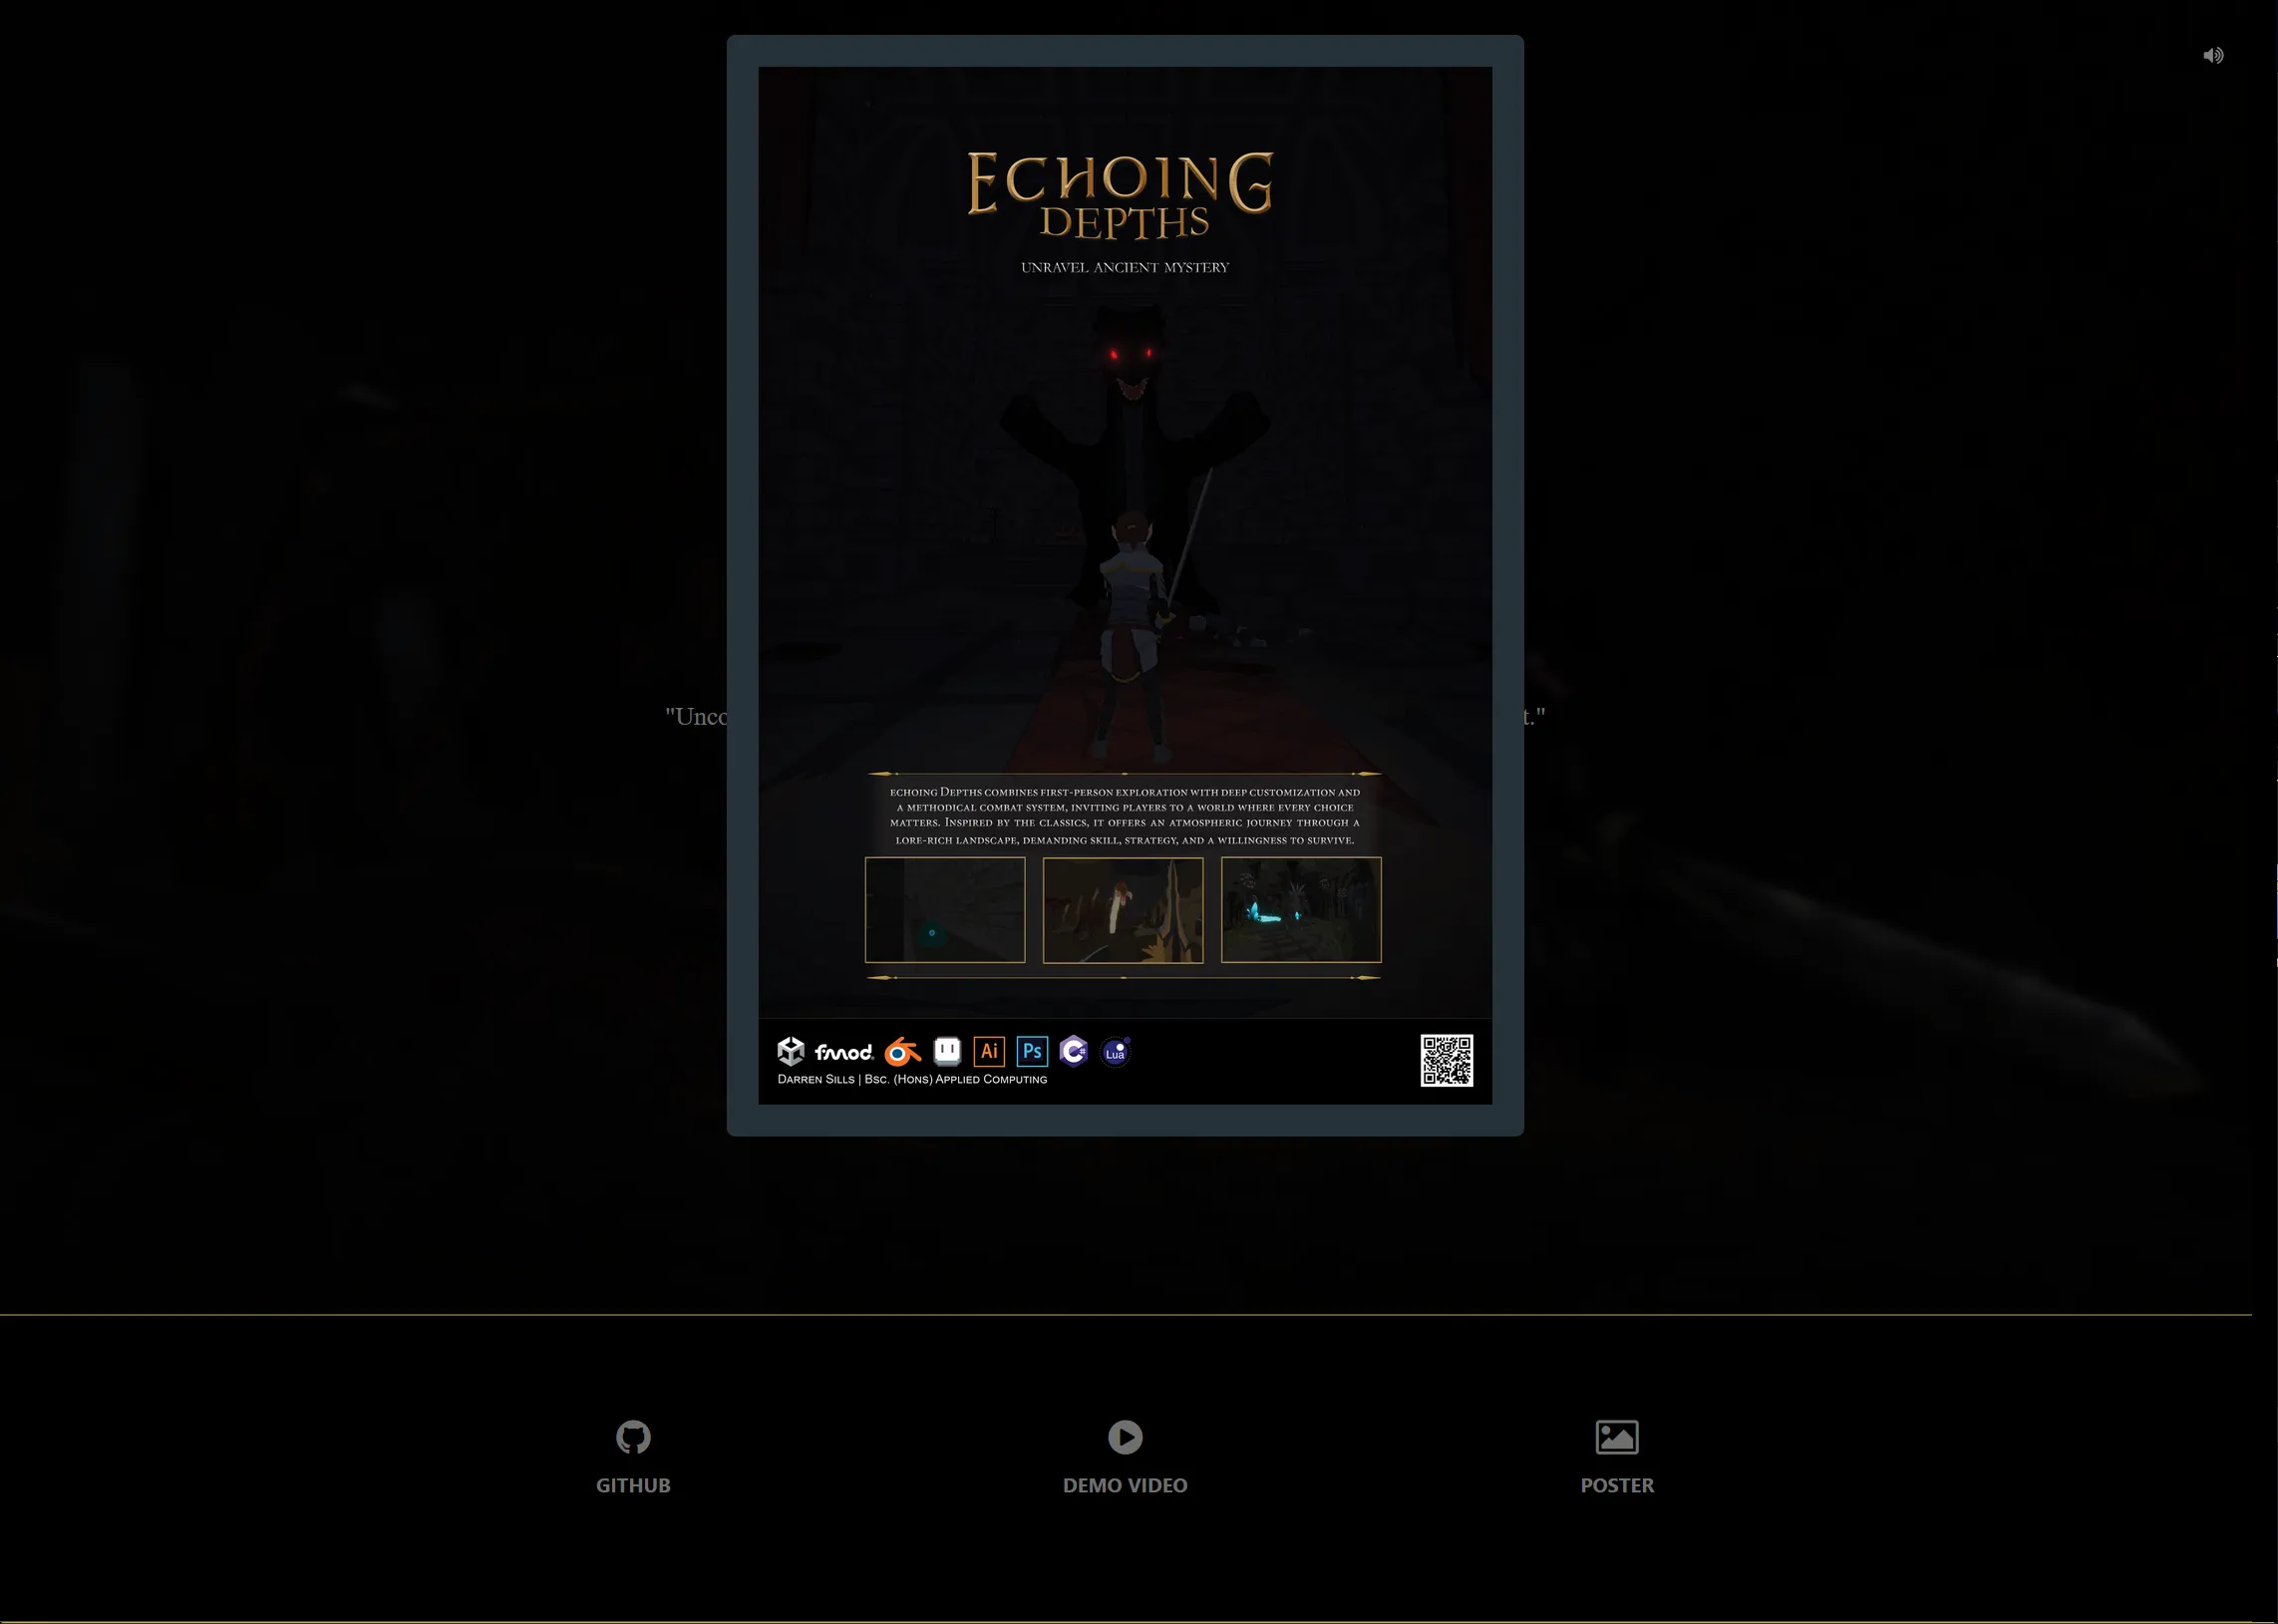 ECHOING
DEPTHS
UNRAVEL ANCIENT MYSTERY
"Unco
t."
ECHOING DEPTHS COMBINES FIRST-PERSON EXPLORATION WITH DEEP CUSTOMIZATION AND
A METHODICAL COMBAT SYSTEM, INVITING PLAYERS TO A WORLD WHERE EVERY CHOICE
MATTERS. INSPIRED BY THE CLASSICS, IT OFFERS AN ATMOSPHERIC JOURNEY THROUGH A
LORE-RICH LANDSCAPE, DEMANDING SKILL, STRATEGY, AND A WILLINGNESS TO SURVIVE.
fmod Ai Ps C# Lua
DARREN SILLS | BSC. (HONS) APPLIED COMPUTING
GITHUB
DEMO VIDEO
POSTER